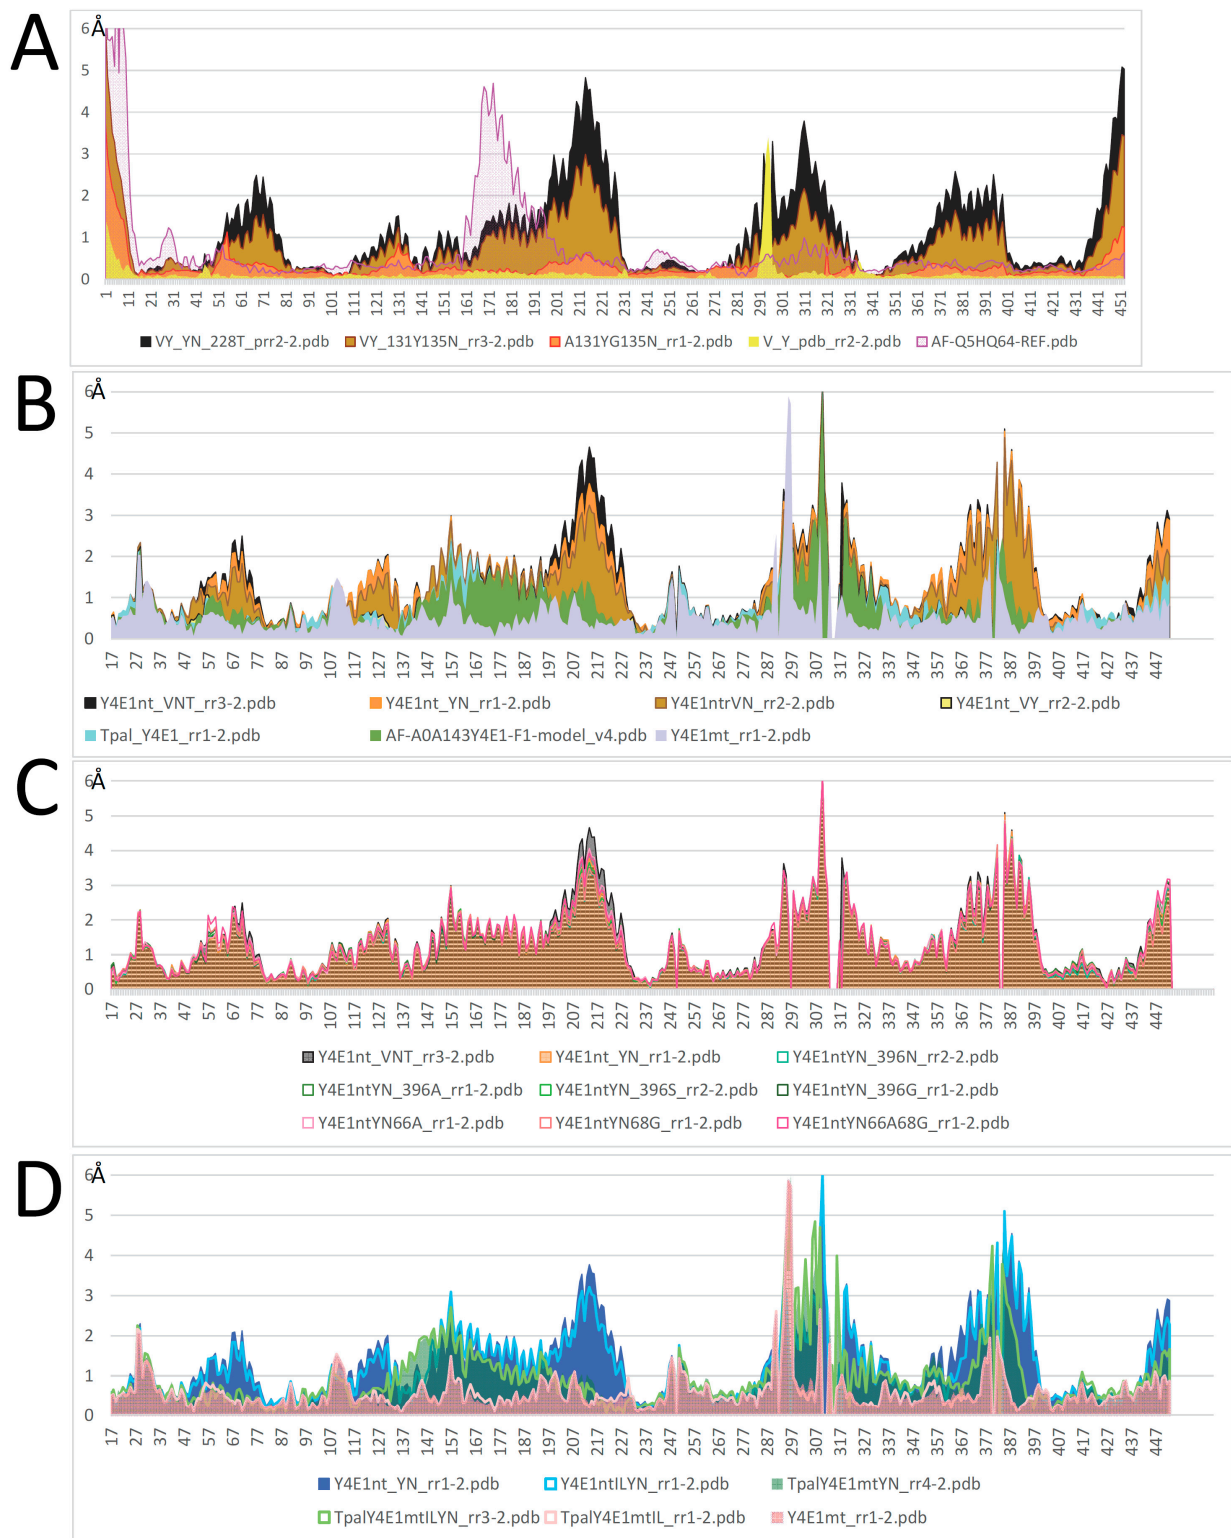 A
Å
6
5
4
3
2
1
0
1 11 21 31 41 51 61 71 81 91 101 111 121 131 141 151 161 171 181 191 201 211 221 231 241 251 261 271 281 291 301 311 321 331 341 351 361 371 381 391 401 411 421 431 441 451
VY_YN_228T_prr2-2.pdb VY_131Y135N_rr3-2.pdb A131YG135N_rr1-2.pdb V_Y_pdb_rr2-2.pdb AF-Q5HQ64-REF.pdb
B
Å
6
5
4
3
2
1
0
17 27 37 47 57 67 77 87 97 107 117 127 137 147 157 167 177 187 197 207 217 227 237 247 257 267 277 287 297 307 317 327 337 347 357 367 377 387 397 407 417 427 437 447
Y4E1nt_VNT_rr3-2.pdb Y4E1nt_YN_rr1-2.pdb Y4E1ntrVN_rr2-2.pdb Y4E1nt_VY_rr2-2.pdb
Tpal_Y4E1_rr1-2.pdb AF-A0A143Y4E1-F1-model_v4.pdb Y4E1mt_rr1-2.pdb
C
Å
6
5
4
3
2
1
0
17 27 37 47 57 67 77 87 97 107 117 127 137 147 157 167 177 187 197 207 217 227 237 247 257 267 277 287 297 307 317 327 337 347 357 367 377 387 397 407 417 427 437 447
Y4E1nt_VNT_rr3-2.pdb Y4E1nt_YN_rr1-2.pdb Y4E1ntYN_396N_rr2-2.pdb
Y4E1ntYN_396A_rr1-2.pdb Y4E1ntYN_396S_rr2-2.pdb Y4E1ntYN_396G_rr1-2.pdb
Y4E1ntYN66A_rr1-2.pdb Y4E1ntYN68G_rr1-2.pdb Y4E1ntYN66A68G_rr1-2.pdb
D
Å
6
5
4
3
2
1
0
17 27 37 47 57 67 77 87 97 107 117 127 137 147 157 167 177 187 197 207 217 227 237 247 257 267 277 287 297 307 317 327 337 347 357 367 377 387 397 407 417 427 437 447
Y4E1nt_YN_rr1-2.pdb Y4E1ntILYN_rr1-2.pdb TpalY4E1mtYN_rr4-2.pdb
TpalY4E1mtILYN_rr3-2.pdb TpalY4E1mtIL_rr1-2.pdb Y4E1mt_rr1-2.pdb